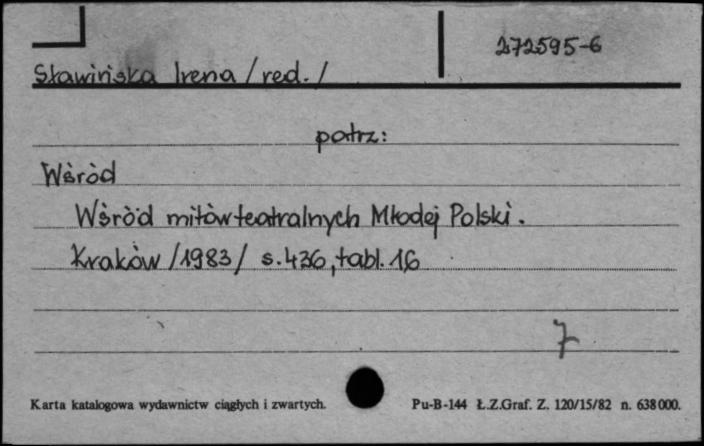 272595-6
Sławińska Irena /red./
patrz:
Wśród
Wśród mitów teatralnych Młodej Polski.
Kraków /1983/ s.436, tabl. 16
7
Karta katalogowa wydawnictw ciągłych i zwartych.
Pu-B-144 Ł.Z.Graf. Z. 120/15/82 n. 638000.